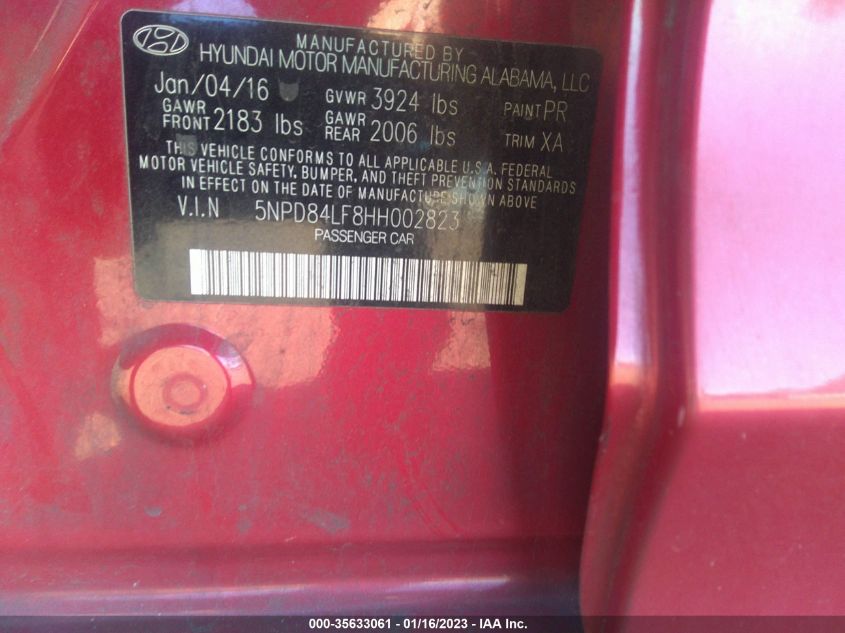 MANUFACTURED BY
HYUNDAI MOTOR MANUFACTURING ALABAMA, LLC
Jan/04/16 GVWR 3924 lbs PAINT PR
GAWR FRONT 2183 lbs GAWR REAR 2006 lbs TRIM XA
THIS VEHICLE CONFORMS TO ALL APPLICABLE U.S.A. FEDERAL
MOTOR VEHICLE SAFETY, BUMPER, AND THEFT PREVENTION STANDARDS
IN EFFECT ON THE DATE OF MANUFACTURE SHOWN ABOVE
V.I.N 5NPD84LF8HH002823
PASSENGER CAR
000-35633061 - 01/16/2023 - IAA Inc.